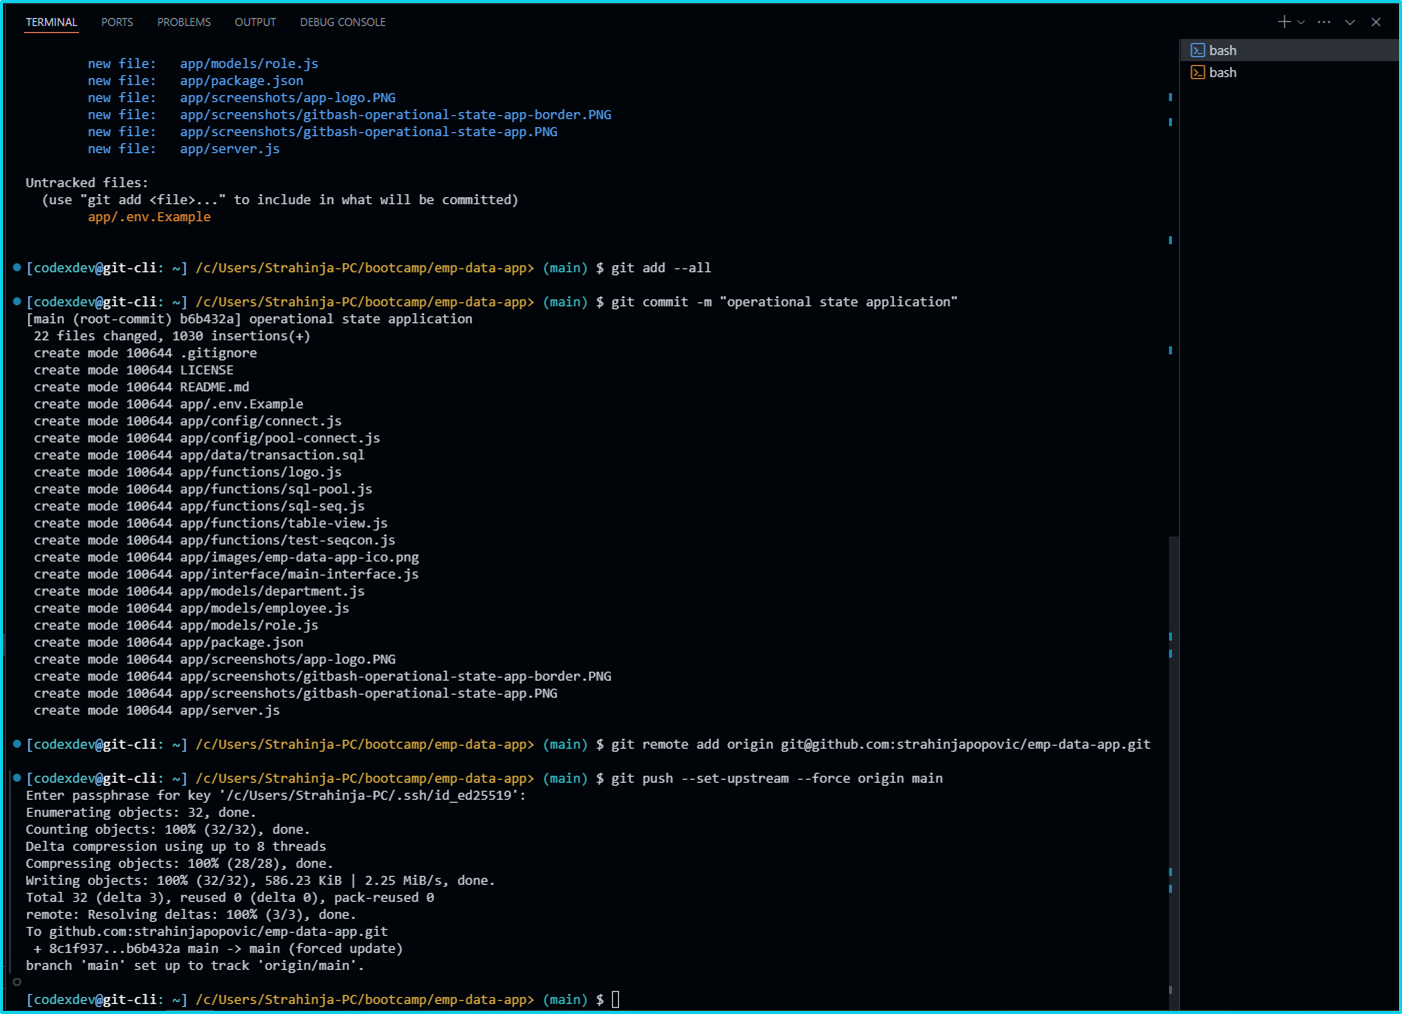 TERMINAL PORTS PROBLEMS OUTPUT DEBUG CONSOLE
bash
bash
new file: app/models/role.js
new file: app/package.json
new file: app/screenshots/app-logo.PNG
new file: app/screenshots/gitbash-operational-state-app-border.PNG
new file: app/screenshots/gitbash-operational-state-app.PNG
new file: app/server.js
Untracked files:
(use "git add <file>..." to include in what will be committed)
app/.env.Example
[codexdev@git-cli: ~] /c/Users/Strahinja-PC/bootcamp/emp-data-app> (main) $ git add --all
[codexdev@git-cli: ~] /c/Users/Strahinja-PC/bootcamp/emp-data-app> (main) $ git commit -m "operational state application"
[main (root-commit) b6b432a] operational state application
22 files changed, 1030 insertions(+)
create mode 100644 .gitignore
create mode 100644 LICENSE
create mode 100644 README.md
create mode 100644 app/.env.Example
create mode 100644 app/config/connect.js
create mode 100644 app/config/pool-connect.js
create mode 100644 app/data/transaction.sql
create mode 100644 app/functions/logo.js
create mode 100644 app/functions/sql-pool.js
create mode 100644 app/functions/sql-seq.js
create mode 100644 app/functions/table-view.js
create mode 100644 app/functions/test-seqcon.js
create mode 100644 app/images/emp-data-app-ico.png
create mode 100644 app/interface/main-interface.js
create mode 100644 app/models/department.js
create mode 100644 app/models/employee.js
create mode 100644 app/models/role.js
create mode 100644 app/package.json
create mode 100644 app/screenshots/app-logo.PNG
create mode 100644 app/screenshots/gitbash-operational-state-app-border.PNG
create mode 100644 app/screenshots/gitbash-operational-state-app.PNG
create mode 100644 app/server.js
[codexdev@git-cli: ~] /c/Users/Strahinja-PC/bootcamp/emp-data-app> (main) $ git remote add origin git@github.com:strahinjapopovic/emp-data-app.git
[codexdev@git-cli: ~] /c/Users/Strahinja-PC/bootcamp/emp-data-app> (main) $ git push --set-upstream --force origin main
Enter passphrase for key '/c/Users/Strahinja-PC/.ssh/id_ed25519':
Enumerating objects: 32, done.
Counting objects: 100% (32/32), done.
Delta compression using up to 8 threads
Compressing objects: 100% (28/28), done.
Writing objects: 100% (32/32), 586.23 KiB | 2.25 MiB/s, done.
Total 32 (delta 3), reused 0 (delta 0), pack-reused 0
remote: Resolving deltas: 100% (3/3), done.
To github.com:strahinjapopovic/emp-data-app.git
+ 8c1f937...b6b432a main -> main (forced update)
branch 'main' set up to track 'origin/main'.
[codexdev@git-cli: ~] /c/Users/Strahinja-PC/bootcamp/emp-data-app> (main) $